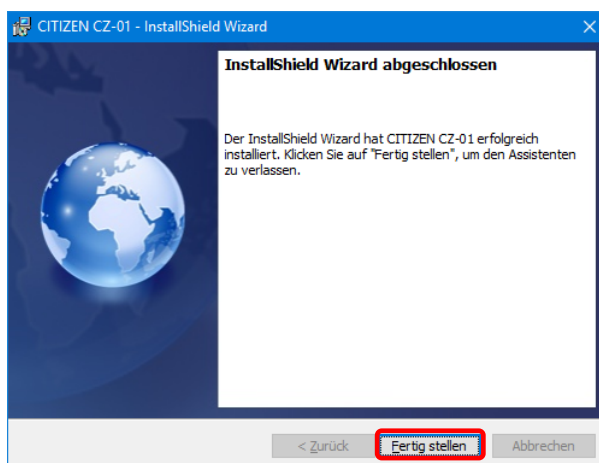 CITIZEN CZ-01 - InstallShield Wizard
InstallShield Wizard abgeschlossen
Der InstallShield Wizard hat CITIZEN CZ-01 erfolgreich
installiert. Klicken Sie auf "Fertig stellen", um den Assistenten
zu verlassen.
< Zurück Fertig stellen Abbrechen